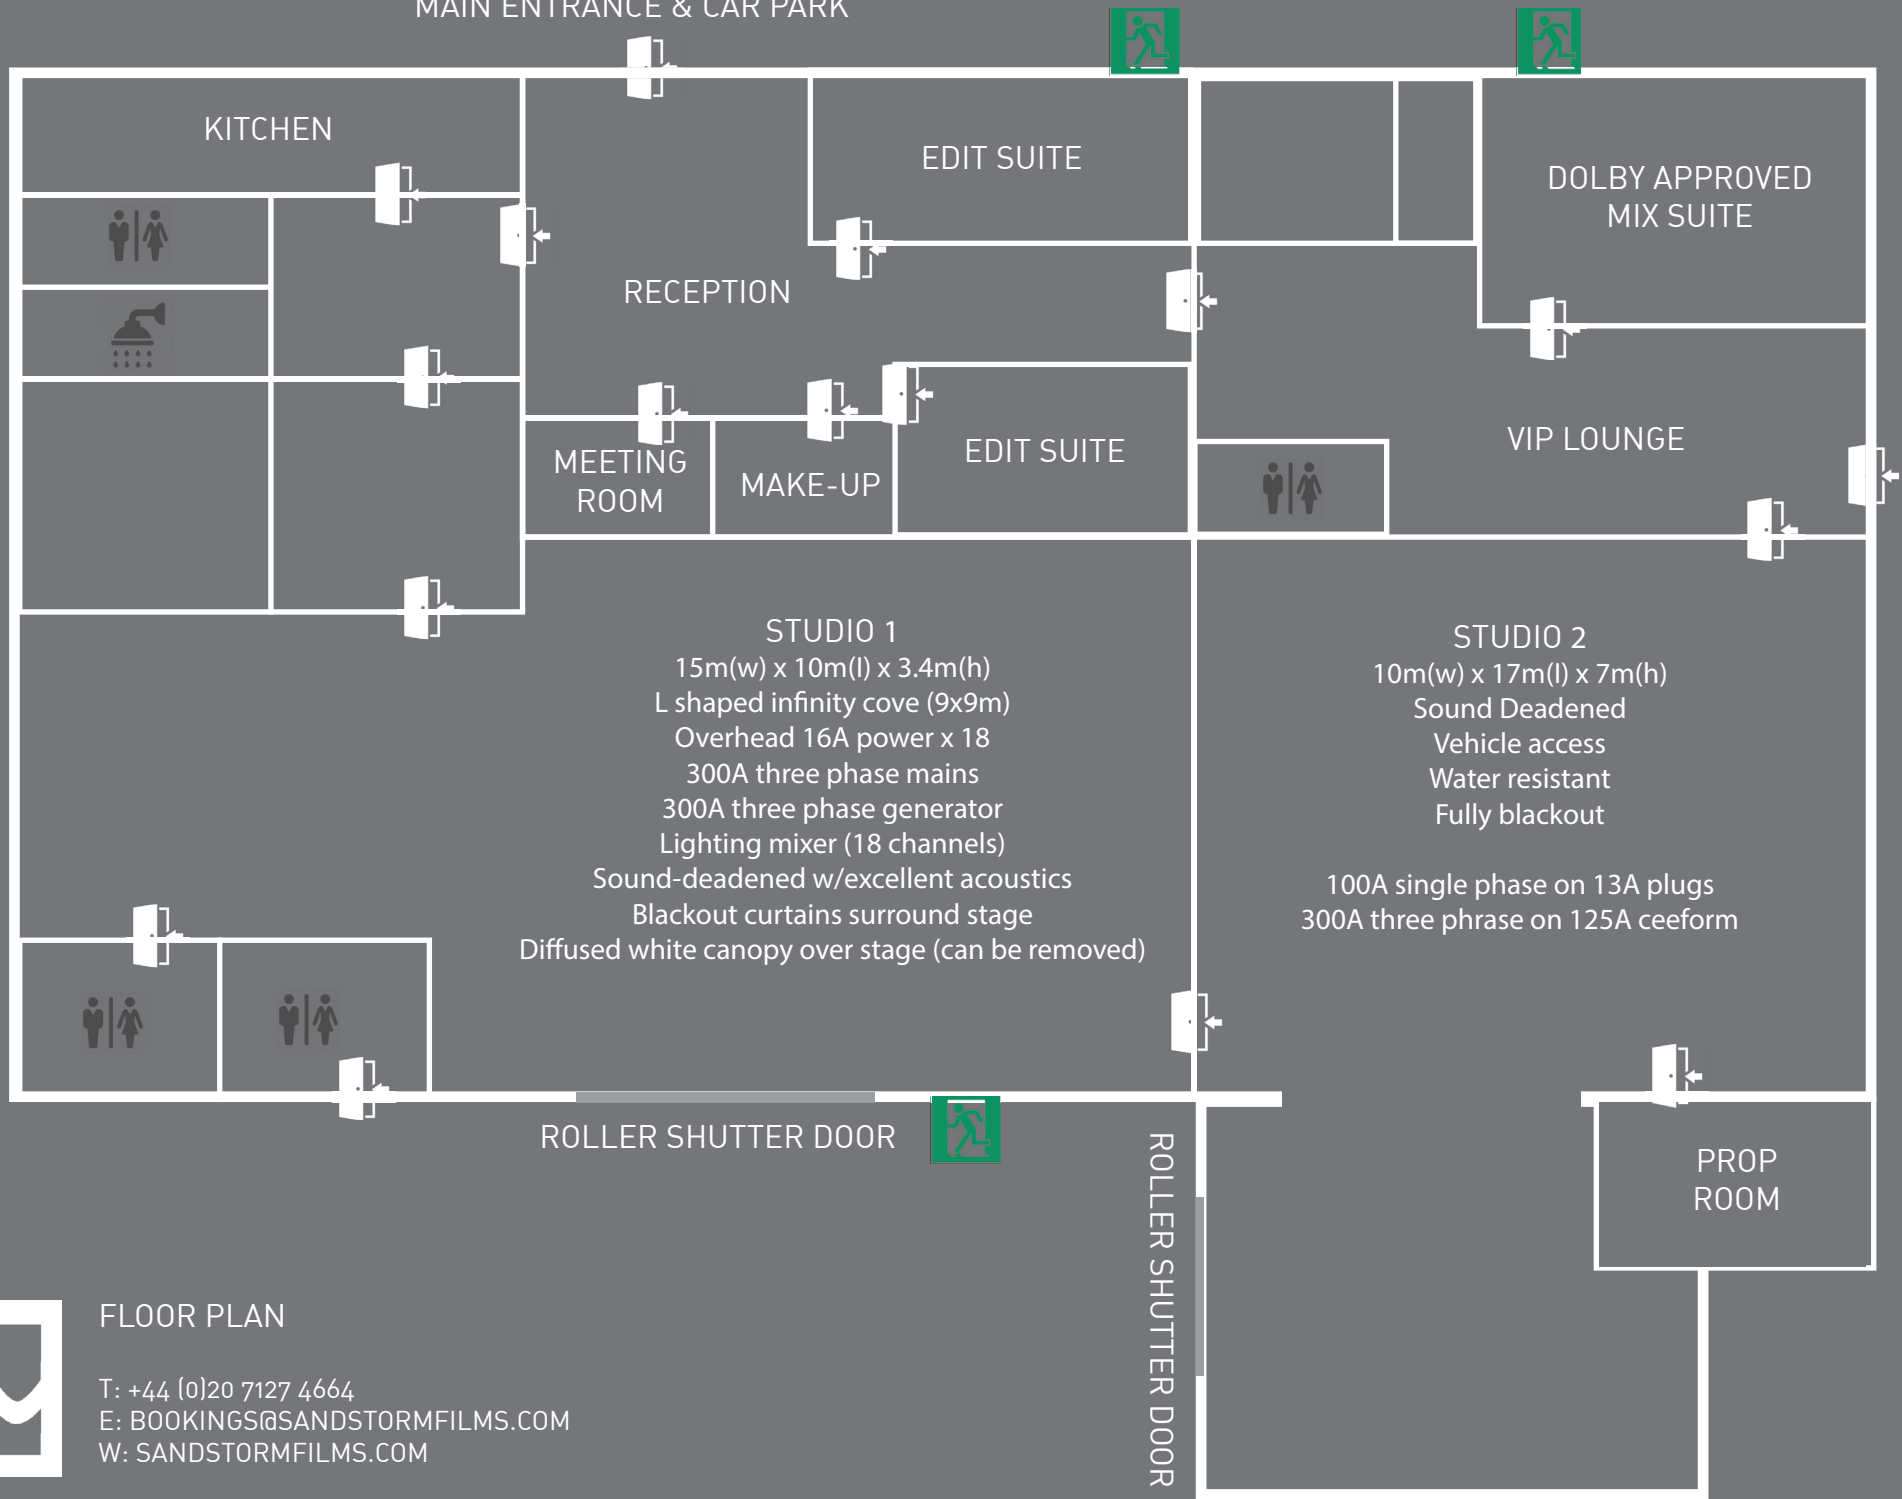 MAIN ENTRANCE & CAR PARK
KITCHEN
EDIT SUITE
DOLBY APPROVED
MIX SUITE
RECEPTION
MEETING
ROOM
MAKE-UP
EDIT SUITE
VIP LOUNGE
STUDIO 1
15m(w) x 10m(l) x 3.4m(h)
L shaped infinity cove (9x9m)
Overhead 16A power x 18
300A three phase mains
300A three phase generator
Lighting mixer (18 channels)
Sound-deadened w/excellent acoustics
Blackout curtains surround stage
Diffused white canopy over stage (can be removed)
STUDIO 2
10m(w) x 17m(l) x 7m(h)
Sound Deadened
Vehicle access
Water resistant
Fully blackout
100A single phase on 13A plugs
300A three phrase on 125A ceeform
ROLLER SHUTTER DOOR
ROLLER SHUTTER DOOR
PROP
ROOM
FLOOR PLAN
T: +44 (0)20 7127 4664
E: BOOKINGS@SANDSTORMFILMS.COM
W: SANDSTORMFILMS.COM